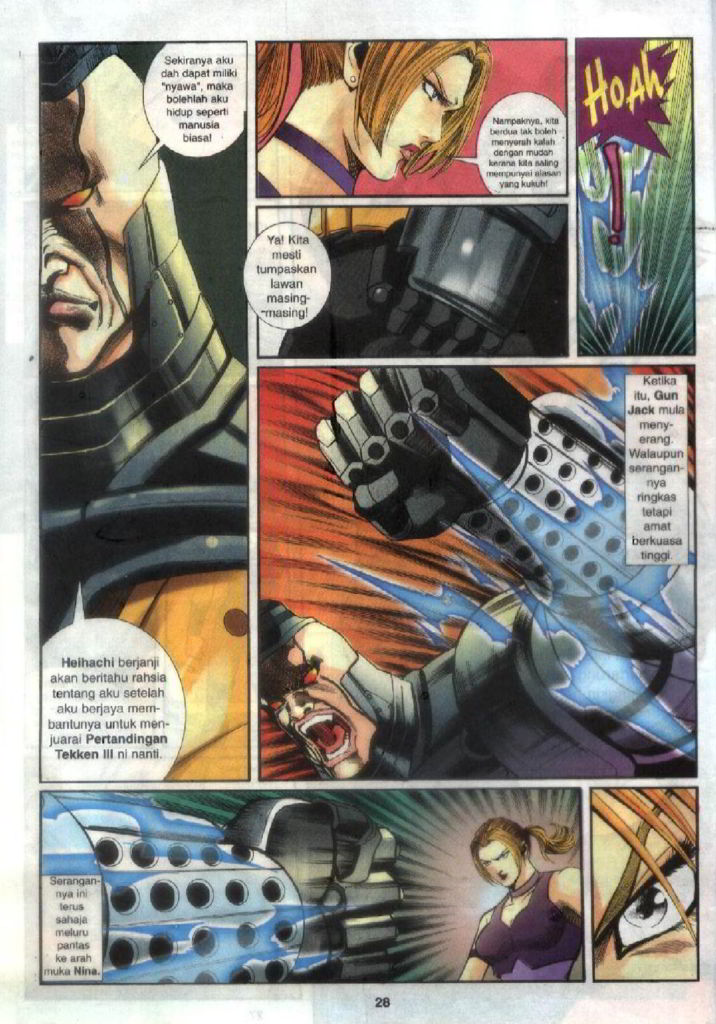 Sekiranya aku
dah dapat miliki
"nyawa", maka
bolehlah aku
hidup seperti
manusia
biasa!
Heihachi berjanji
akan beritahu rahsia
tentang aku setelah
aku berjaya mem-
bantunya untuk men-
juarai Pertandingan
Tekken III ni nanti.
Nampaknya, kita
berdua tak boleh
menyerah kalah
dengan mudah
kerana kita saling
mempunyai alasan
yang kukuh!
Ya! Kita
mesti
tumpaskan
lawan
masing-
-masing!
HOAH
!
Ketika
itu, Gun
Jack mula
meny-
erang.
Walaupun
serangan-
nya
ringkas
tetapi
amat
berkuasa
tinggi.
Serangan-
nya ini
terus
sahaja
meluru
pantas
ke arah
muka Nina.
28